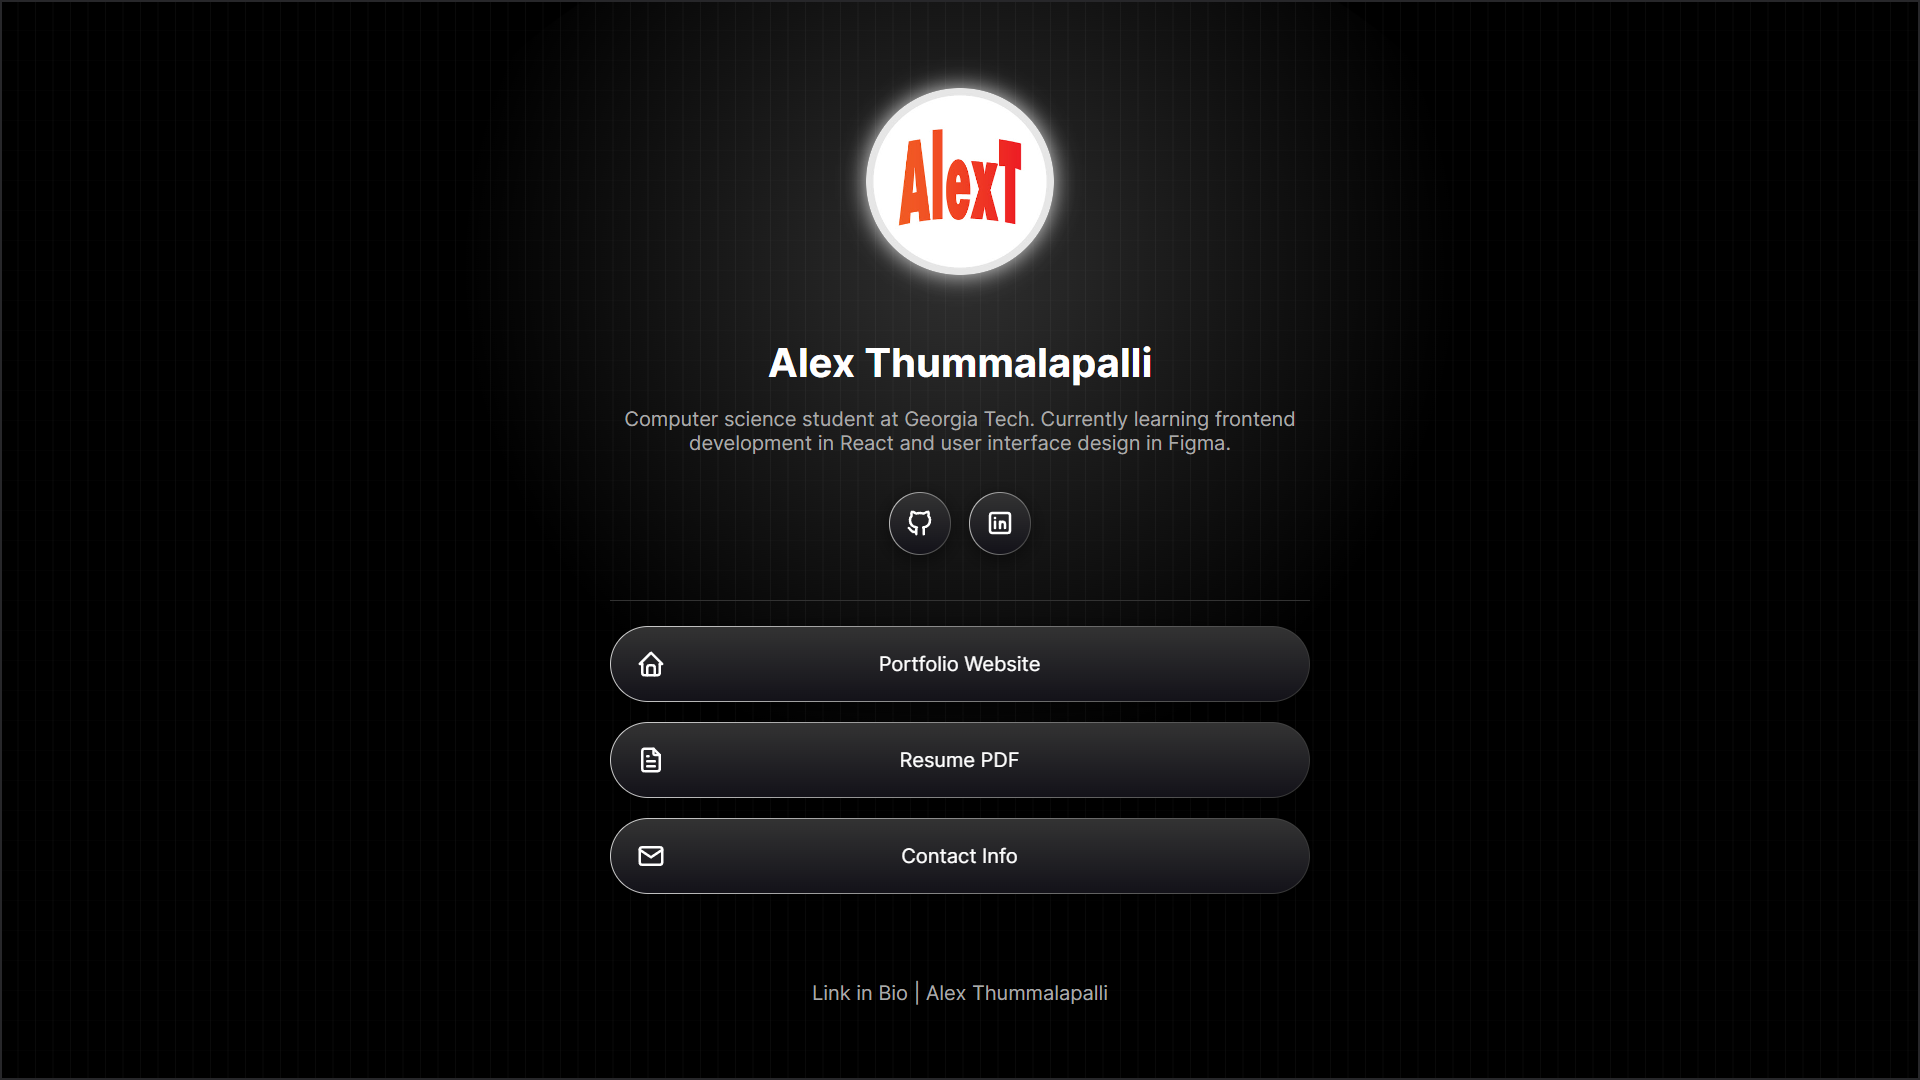 AlexT
Alex Thummalapalli
Computer science student at Georgia Tech. Currently learning frontend
development in React and user interface design in Figma.
in
Portfolio Website
Resume PDF
Contact Info
Link in Bio | Alex Thummalapalli